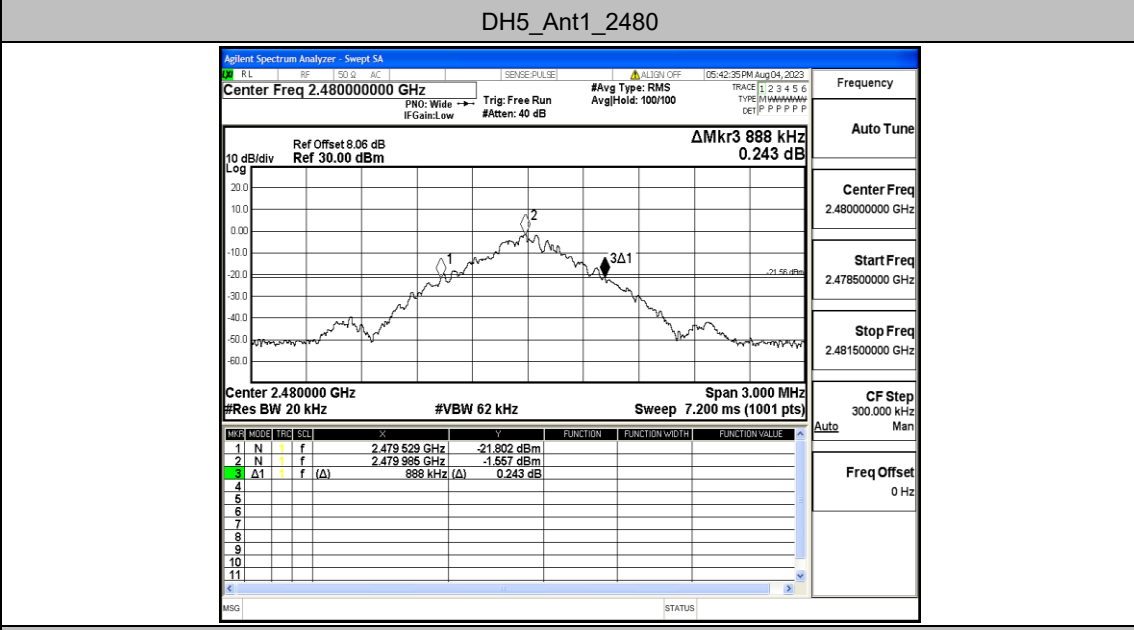 DH5_Ant1_2480
Agilent Spectrum Analyzer - Swept SA
RL RF 50 Ω AC SENSE:PULSE ALIGN OFF 05:42:35 PM Aug 04, 2023
Center Freq 2.480000000 GHz
PNO: Wide
IFGain:Low
Trig: Free Run
#Atten: 40 dB
#Avg Type: RMS
Avg|Hold: 100/100
TRACE 1 2 3 4 5 6
TYPE M W W W W W
DET P P P P P P
ΔMkr3 888 kHz
0.243 dB
Ref Offset 8.06 dB
10 dB/div Ref 30.00 dBm
Log
20.0
10.0
0.00
-10.0
-20.0
-30.0
-40.0
-50.0
-60.0
1
2
3Δ1
-21.56 dBm
Center 2.480000 GHz Span 3.000 MHz
#Res BW 20 kHz #VBW 62 kHz Sweep 7.200 ms (1001 pts)
MKR MODE TRC SCL X Y FUNCTION FUNCTION WIDTH FUNCTION VALUE
1 N 1 f 2.479 529 GHz -21.802 dBm
2 N 1 f 2.479 985 GHz -1.557 dBm
3 Δ1 1 f (Δ) 888 kHz (Δ) 0.243 dB
4
5
6
7
8
9
10
11
MSG STATUS
Frequency
Auto Tune
Center Freq
2.480000000 GHz
Start Freq
2.478500000 GHz
Stop Freq
2.481500000 GHz
CF Step
300.000 kHz
Auto Man
Freq Offset
0 Hz